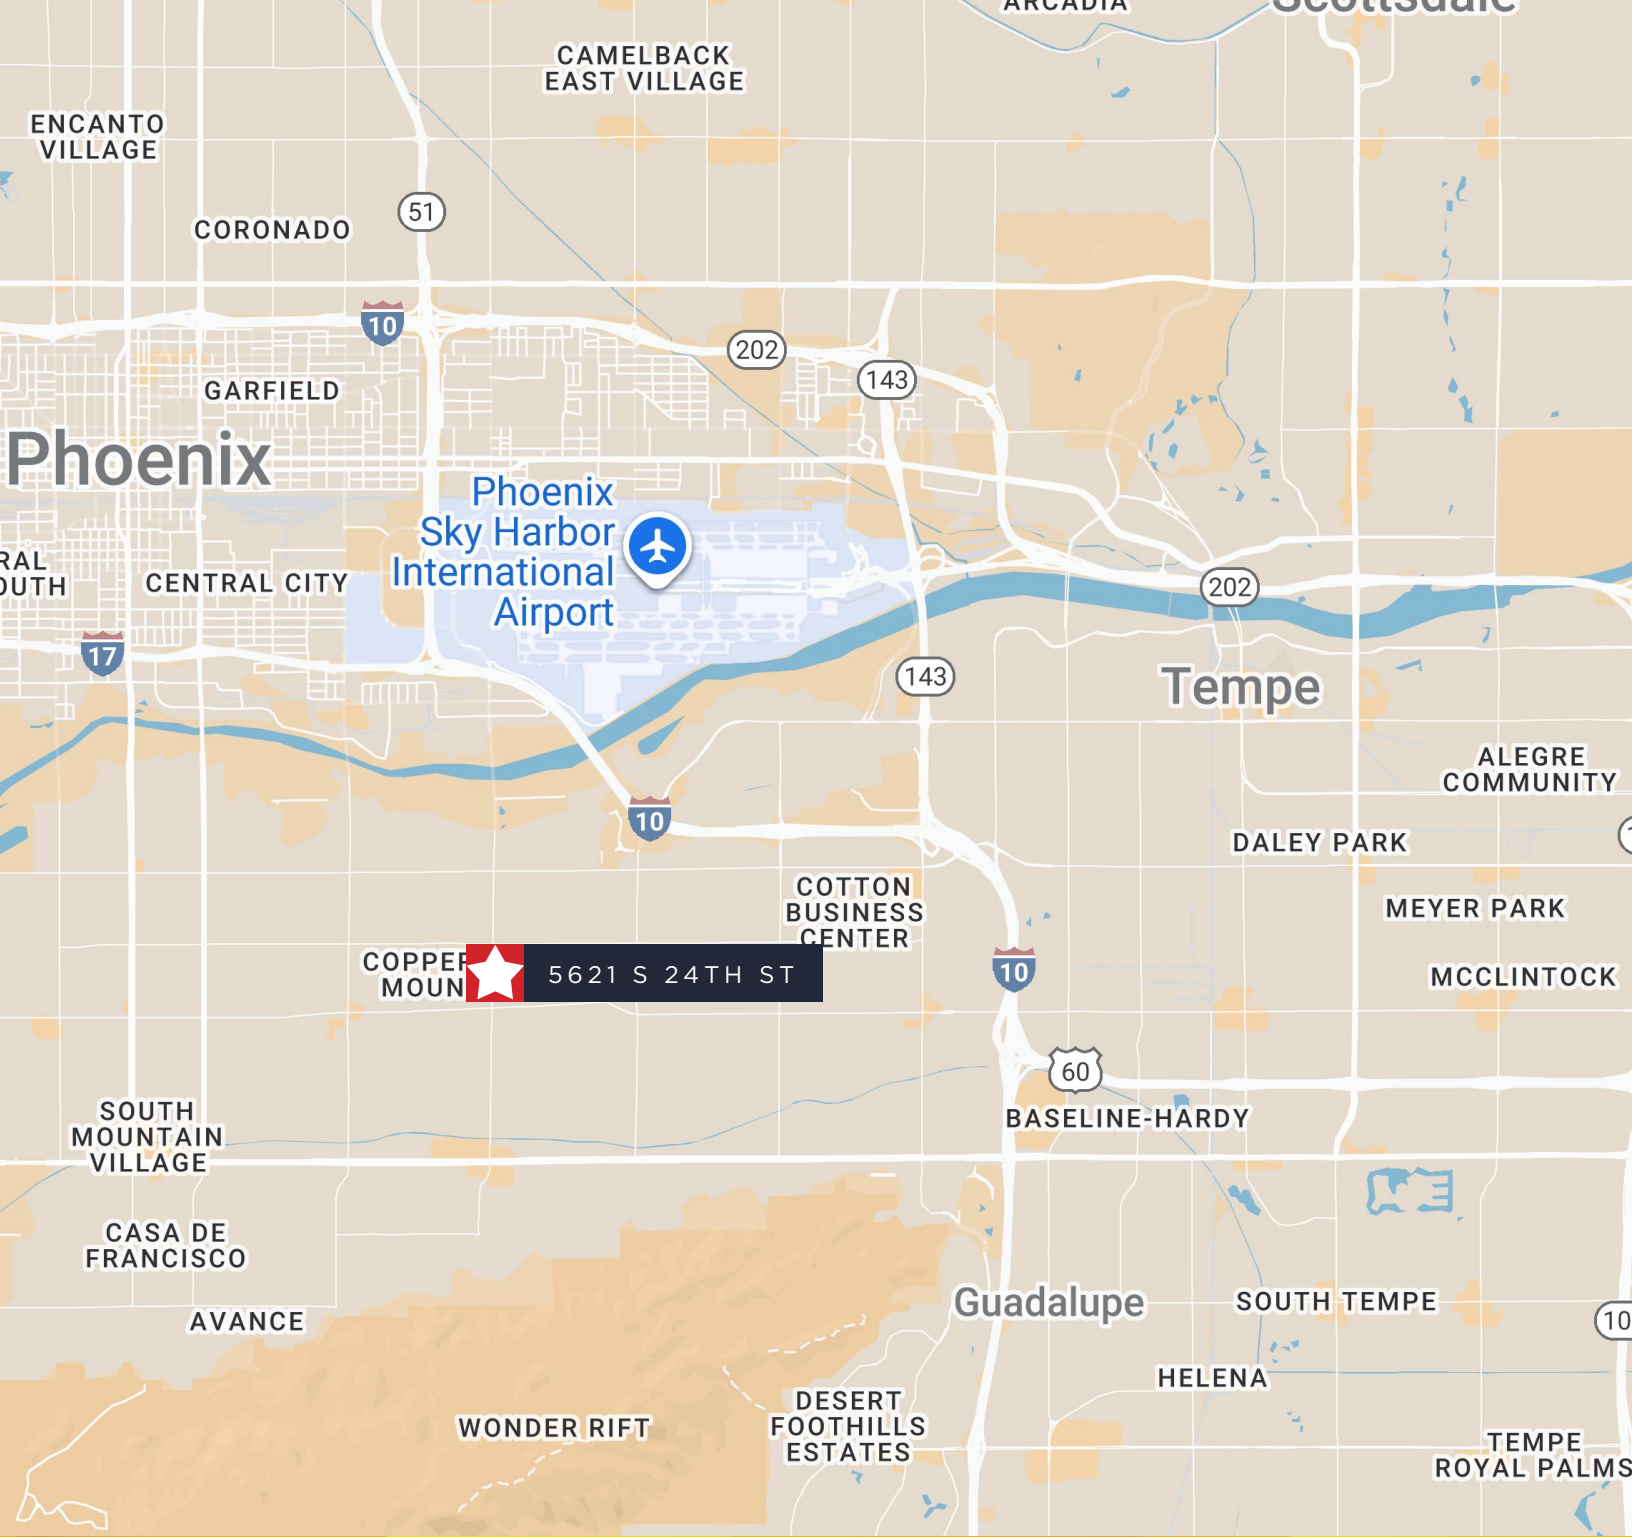 ARCADIA
Scottsdale
CAMELBACK
EAST VILLAGE
ENCANTO
VILLAGE
51
CORONADO
10
202
143
GARFIELD
Phoenix
Phoenix
Sky Harbor
International
Airport
CENTRAL CITY
202
17
143
Tempe
ALEGRE
COMMUNITY
10
DALEY PARK
COTTON
BUSINESS
CENTER
MEYER PARK
COPPER
MOUN
5621 S 24TH ST
10
MCCLINTOCK
60
SOUTH
MOUNTAIN
VILLAGE
BASELINE-HARDY
CASA DE
FRANCISCO
Guadalupe
SOUTH TEMPE
10
AVANCE
HELENA
DESERT
FOOTHILLS
ESTATES
WONDER RIFT
TEMPE
ROYAL PALMS